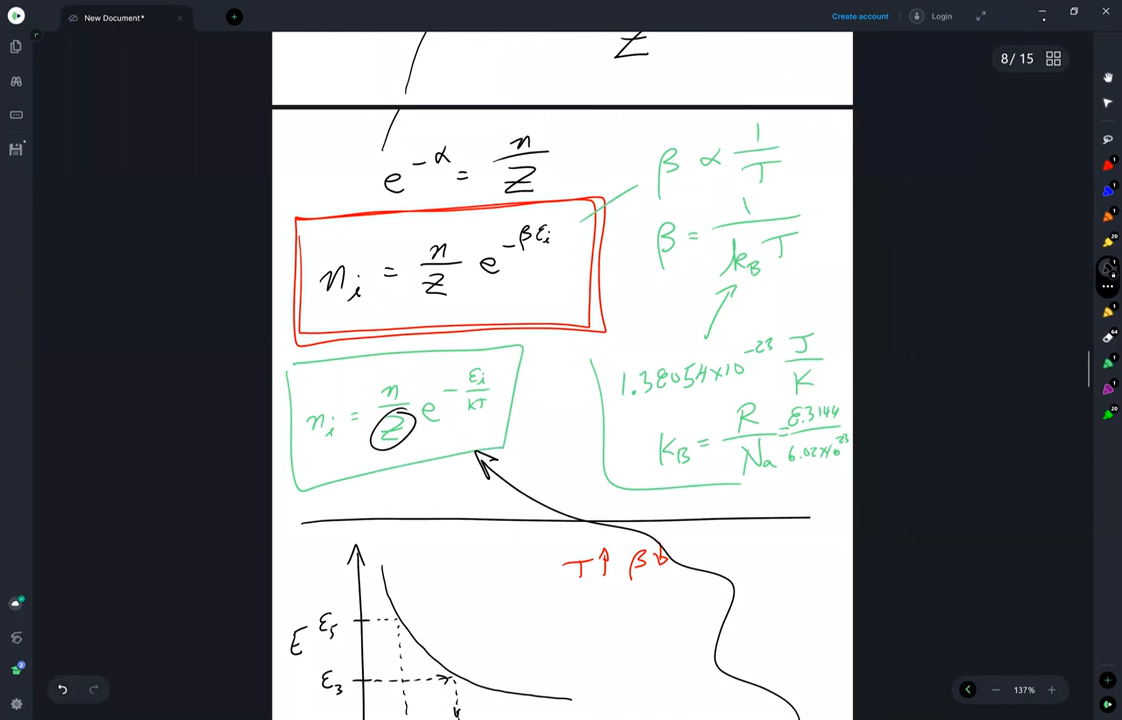 New Document*
Create account
Login
8 / 15
Z
e^{-α} = n/Z
β ∝ 1/T
n_i = n/Z e^{-βε_i}
β = 1/(k_B T)
1.38054×10^{-23} J/K
n_i = n/Z e^{-ε_i/KT}
K_B = R/Na = 8.3144/6.02×10^{23}
T↑ β↓
E
ε_5
ε_3
137%